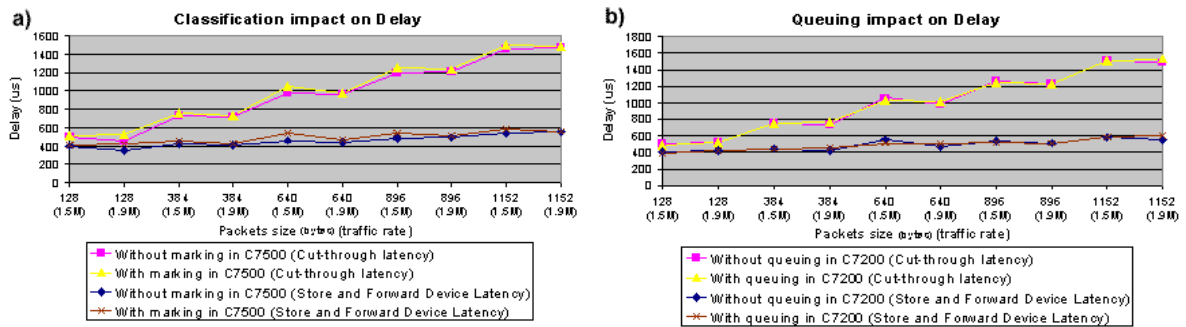 a)
Classification impact on Delay
Delay (us)
1600
1400
1200
1000
800
600
400
200
0
128 (1.5M)
128 (1.9M)
384 (1.5M)
384 (1.9M)
640 (1.5M)
640 (1.9M)
896 (1.5M)
896 (1.9M)
1152 (1.5M)
1152 (1.9M)
Packets size (bytes) (traffic rate)
Without marking in C7500 (Cut-through latency)
With marking in C7500 (Cut-through latency)
Without marking in C7500 (Store and Forward Device Latency)
With marking in C7500 (Store and Forward Device Latency)
b)
Queuing impact on Delay
Delay (us)
1800
1600
1400
1200
1000
800
600
400
200
0
128 (1.5M)
128 (1.9M)
384 (1.5M)
384 (1.9M)
640 (1.5M)
640 (1.9M)
896 (1.5M)
896 (1.9M)
1152 (1.5M)
1152 (1.9M)
Packets size (bytes) (traffic rate)
Without queuing in C7200 (Cut-through latency)
With queuing in C7200 (Cut-through latency)
Without queuing in C7200 (Store and Forward Device Latency)
With queuing in C7200 (Store and Forward Device Latency)